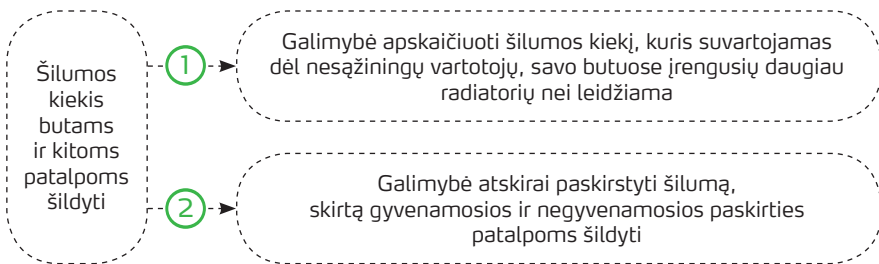 Šilumos
kiekis
butams
ir kitoms
patalpoms
šildyti
1
Galimybė apskaičiuoti šilumos kiekį, kuris suvartojamas
dėl nesąžiningų vartotojų, savo butuose įrengusių daugiau
radiatorių nei leidžiama
2
Galimybė atskirai paskirstyti šilumą,
skirtą gyvenamosios ir negyvenamosios paskirties
patalpoms šildyti